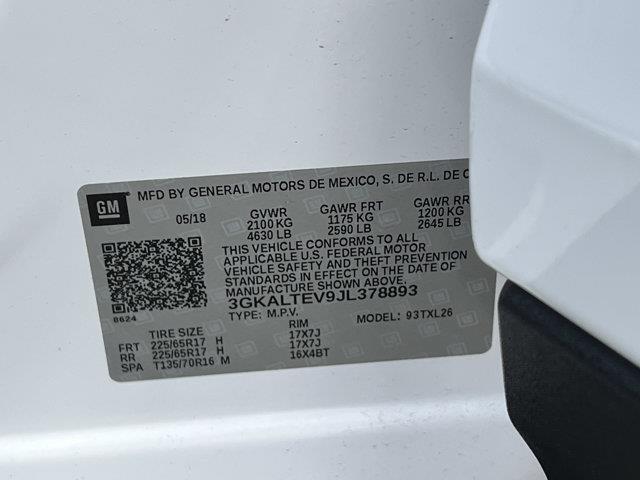 GM
MFD BY GENERAL MOTORS DE MEXICO, S. DE R.L. DE C
05/18 GVWR GAWR FRT GAWR RR
2100 KG 1175 KG 1200 KG
4630 LB 2590 LB 2645 LB
THIS VEHICLE CONFORMS TO ALL
APPLICABLE U.S. FEDERAL MOTOR
VEHICLE SAFETY AND THEFT PREVENTION
STANDARDS IN EFFECT ON THE DATE OF
MANUFACTURE SHOWN ABOVE.
3GKALTEV9JL378893
8624
TYPE: M.P.V. MODEL: 93TXL26
TIRE SIZE RIM
FRT 225/65R17 H 17X7J
RR 225/65R17 H 17X7J
SPA T135/70R16 M 16X4BT